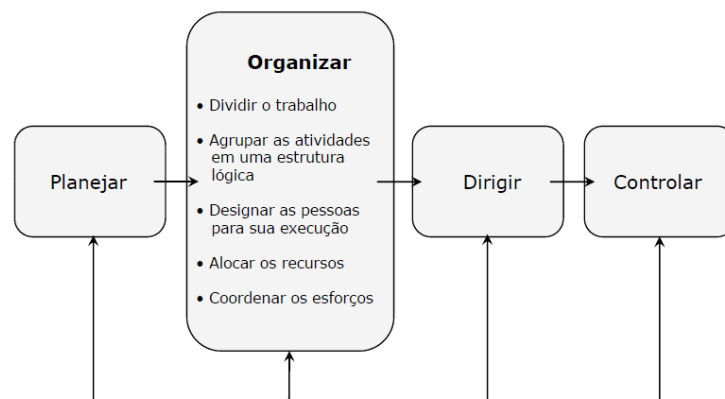 Organizar
• Dividir o trabalho
• Agrupar as atividades
em uma estrutura
lógica
• Designar as pessoas
para sua execução
• Alocar os recursos
• Coordenar os esforços
Planejar
Dirigir
Controlar